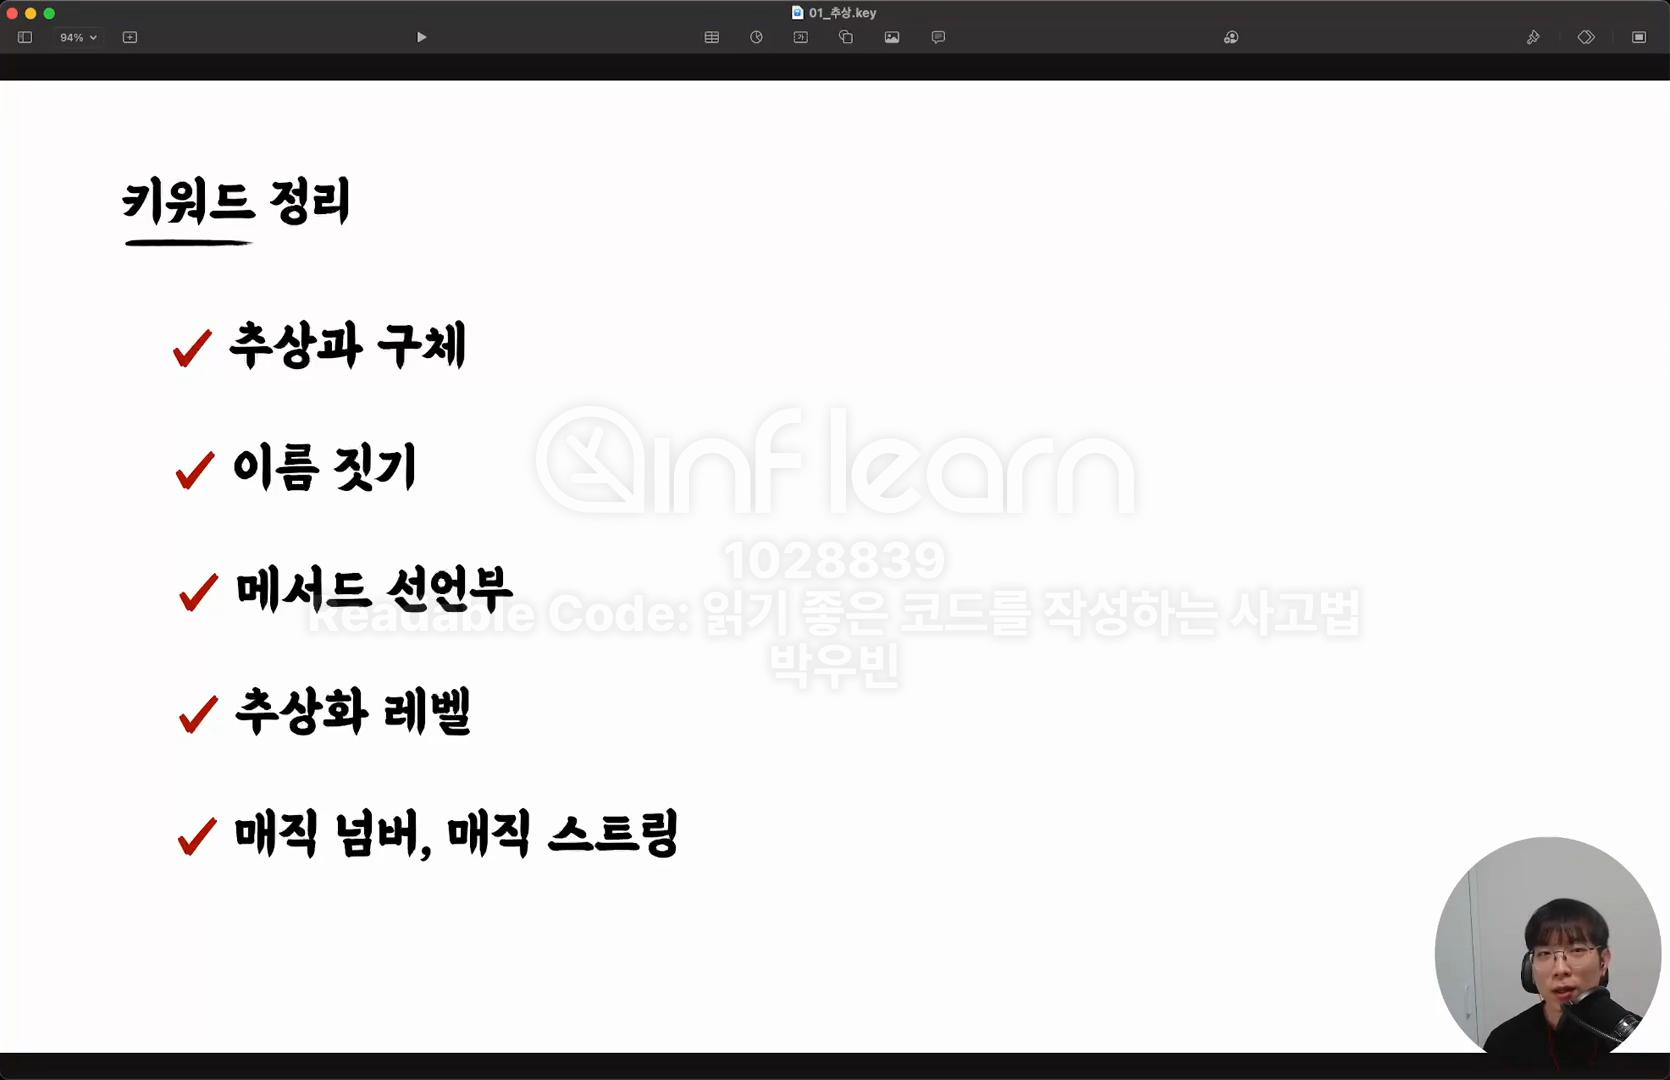 01_추상.key
94%
키워드 정리
추상과 구체
이름 짓기
inflearn
1028839
메서드 선언부
Readable Code: 읽기 좋은 코드를 작성하는 사고법
박우빈
추상화 레벨
매직 넘버, 매직 스트링